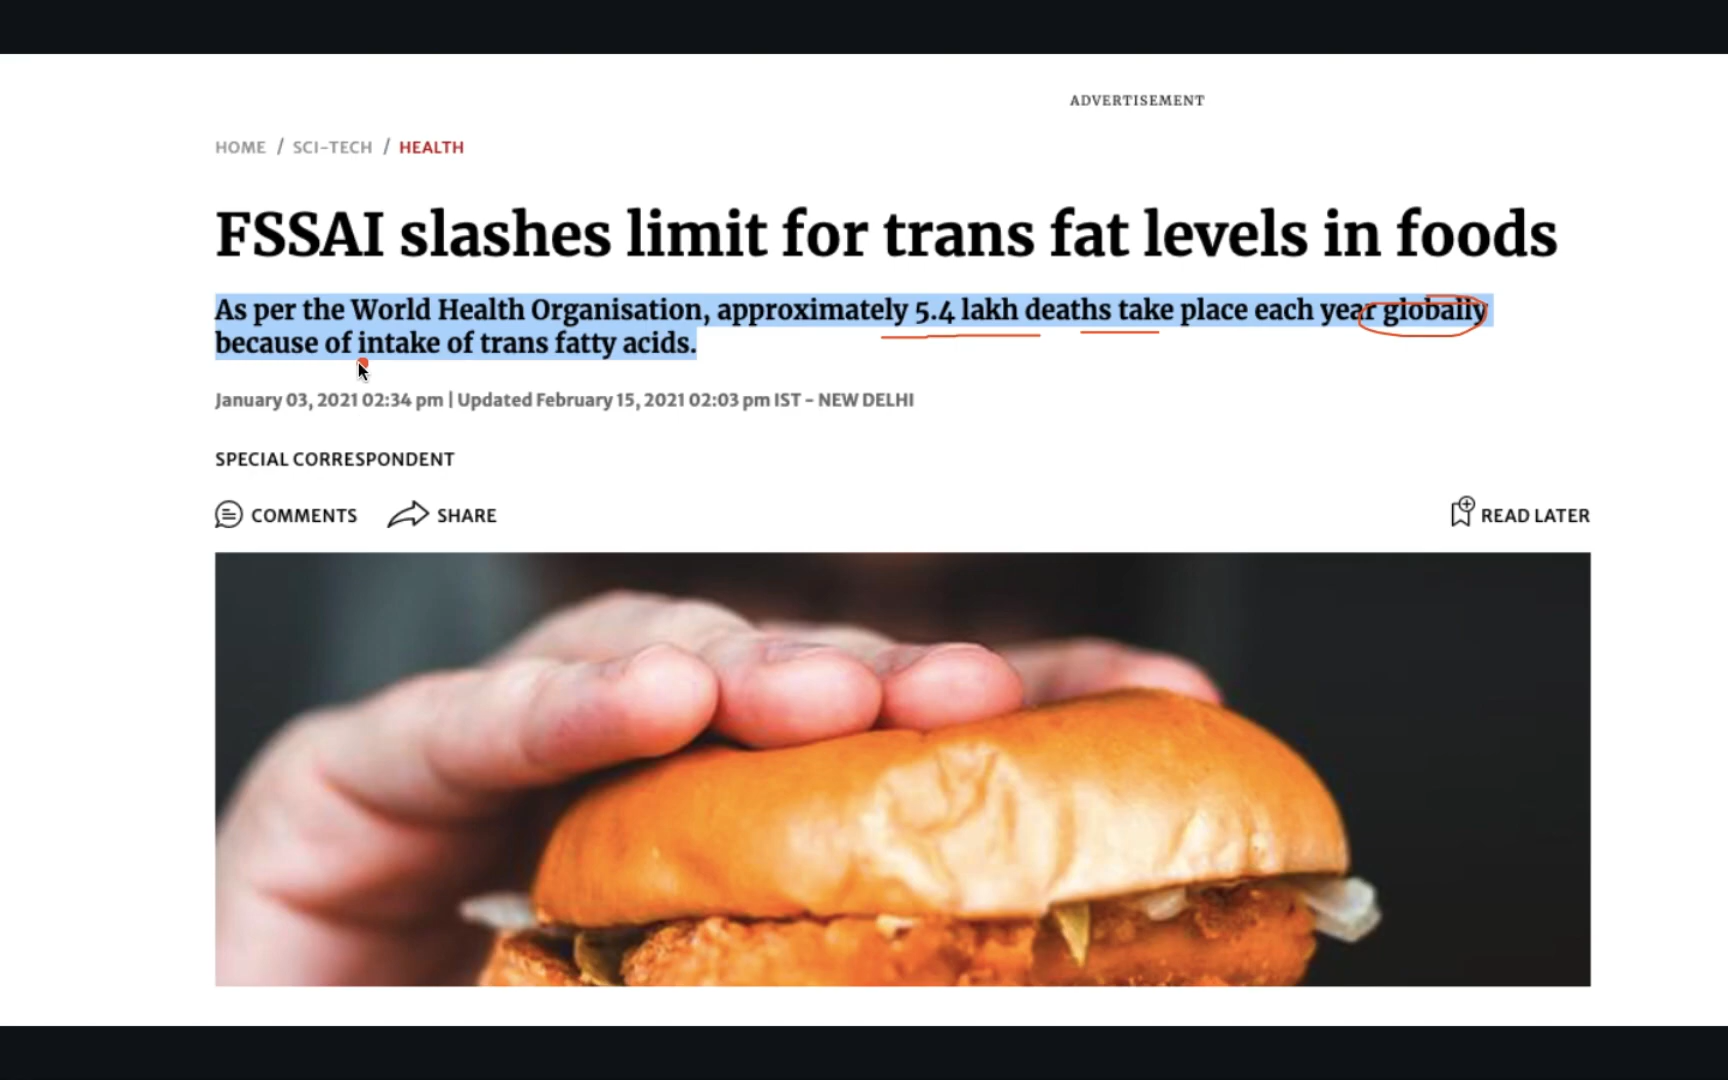 ADVERTISEMENT
HOME / SCI-TECH / HEALTH
FSSAI slashes limit for trans fat levels in foods
As per the World Health Organisation, approximately 5.4 lakh deaths take place each year globally
because of intake of trans fatty acids.
January 03, 2021 02:34 pm | Updated February 15, 2021 02:03 pm IST - NEW DELHI
SPECIAL CORRESPONDENT
COMMENTS SHARE READ LATER